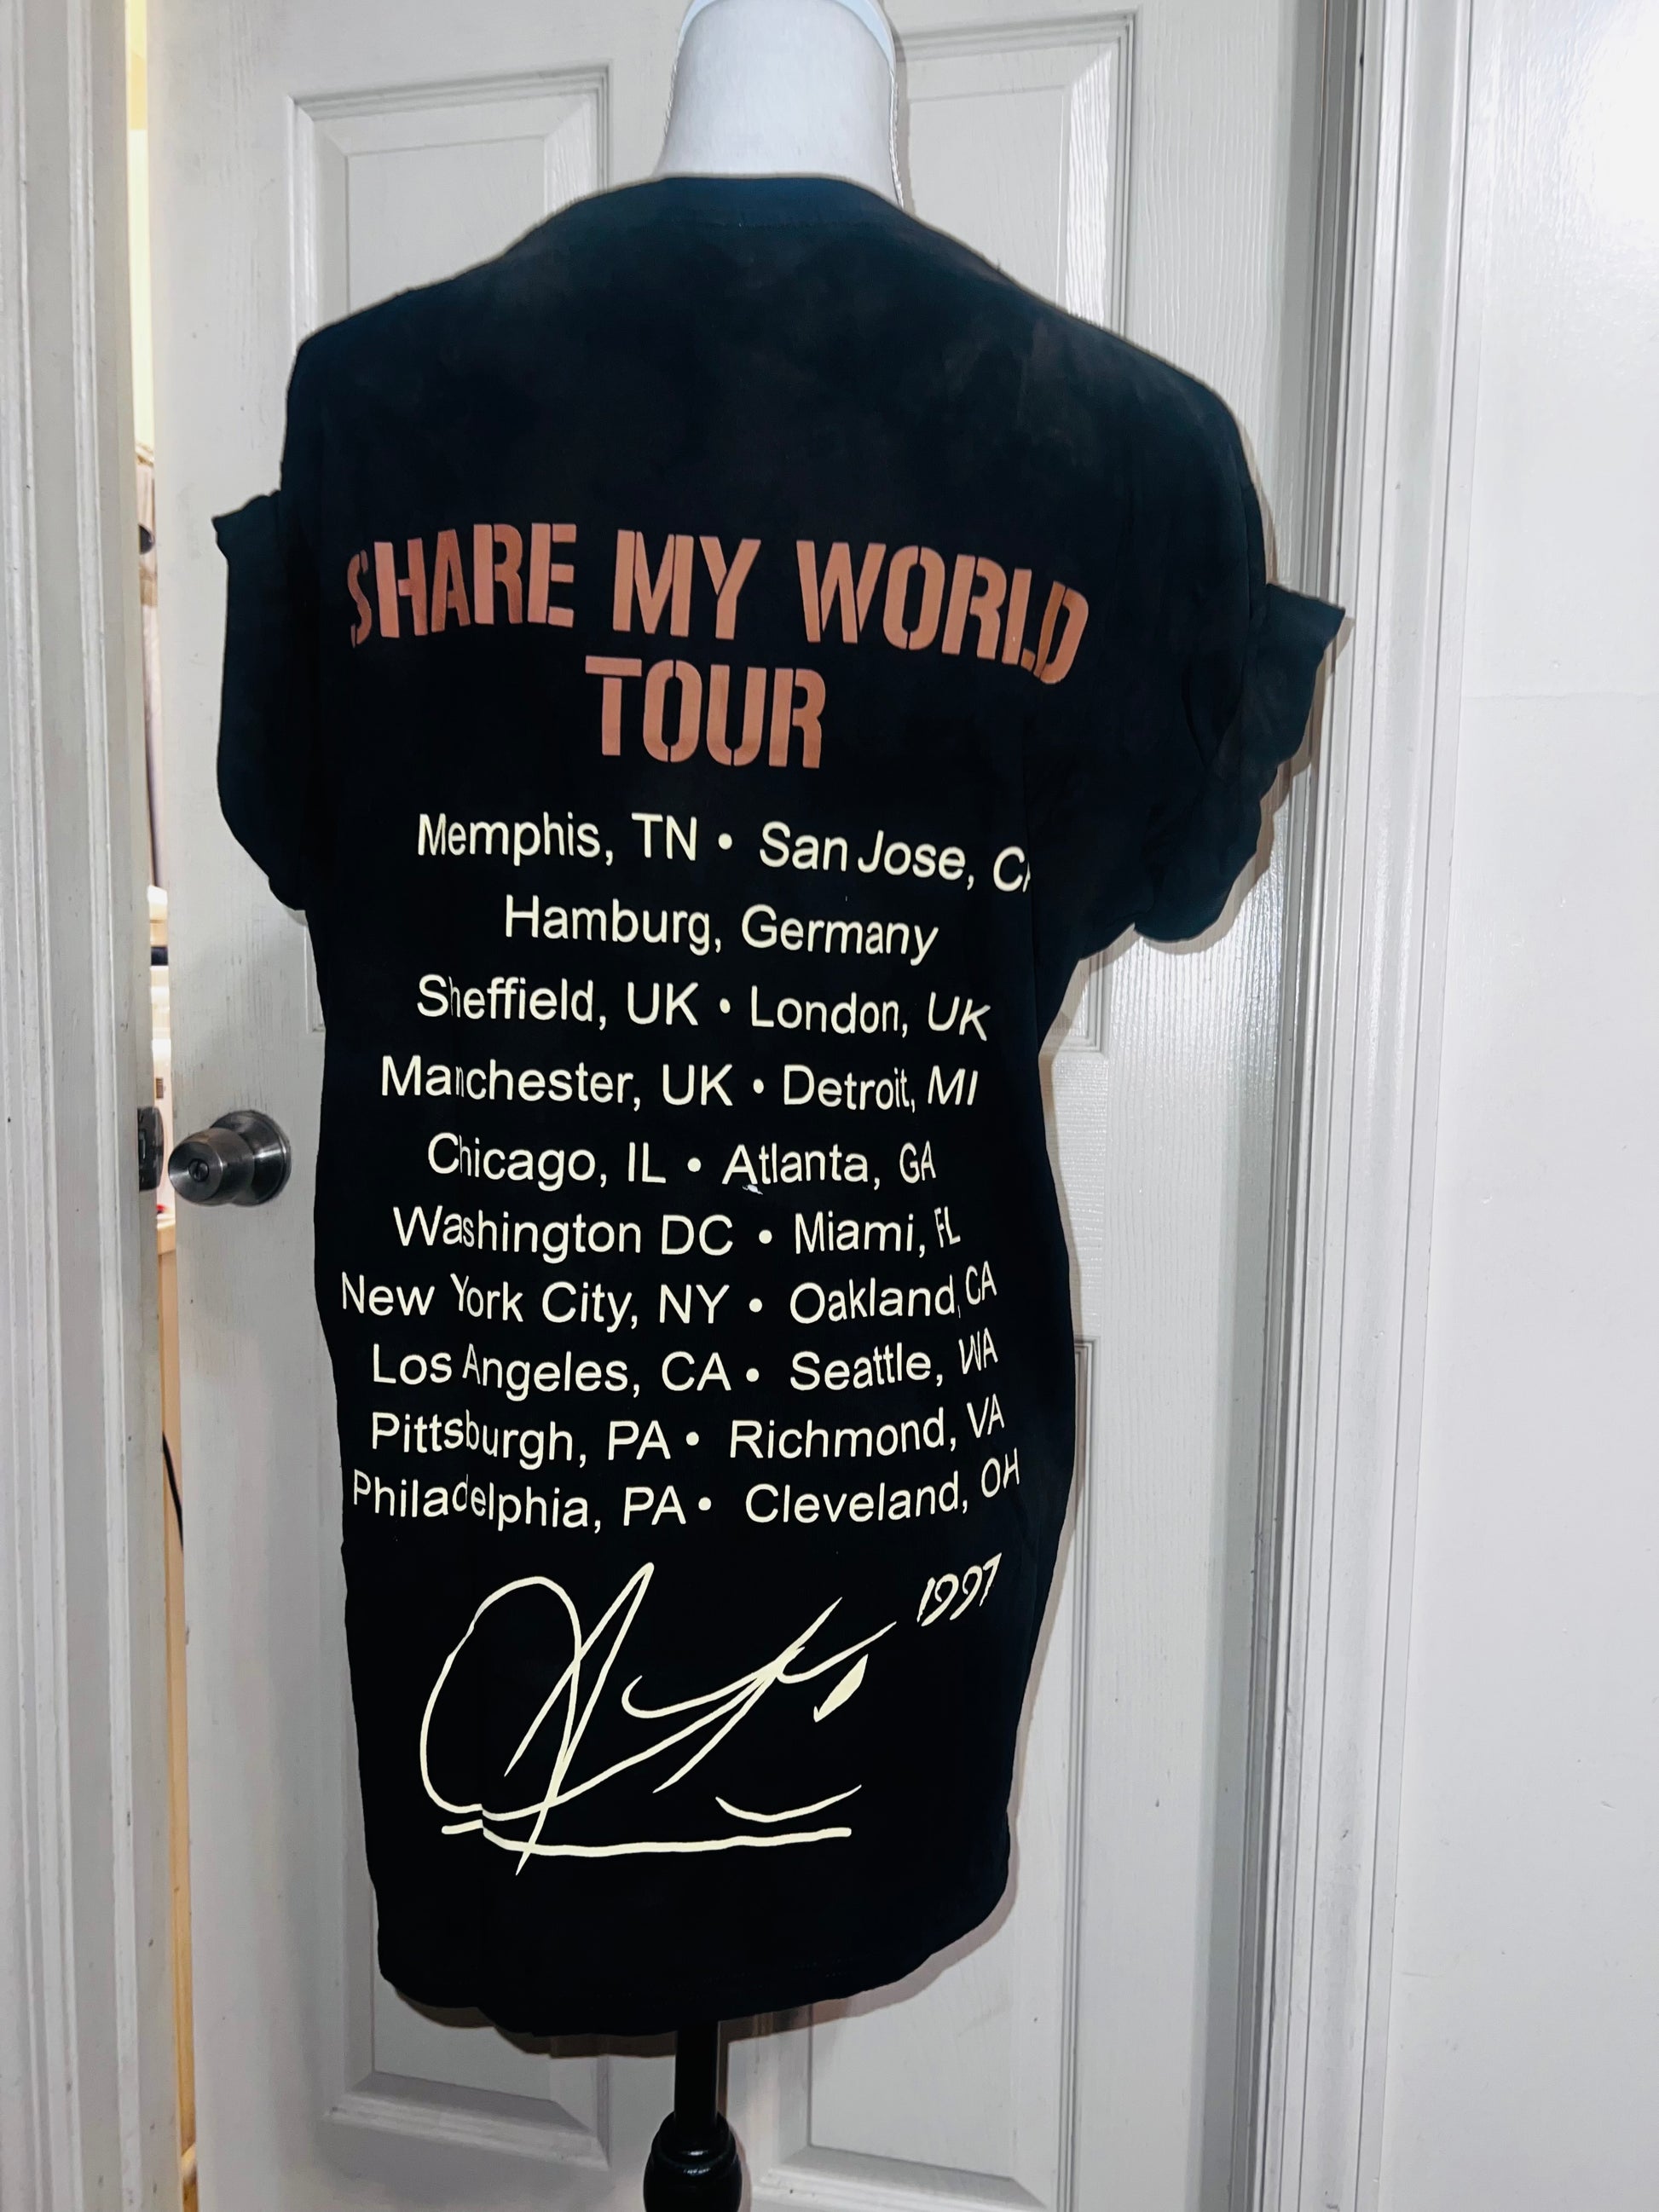 SHARE MY WORLD
TOUR
Memphis, TN • San Jose, CA
Hamburg, Germany
Sheffield, UK • London, UK
Manchester, UK • Detroit, MI
Chicago, IL • Atlanta, GA
Washington DC • Miami, FL
New York City, NY • Oakland, CA
Los Angeles, CA • Seattle, WA
Pittsburgh, PA • Richmond, VA
Philadelphia, PA • Cleveland, OH
1997